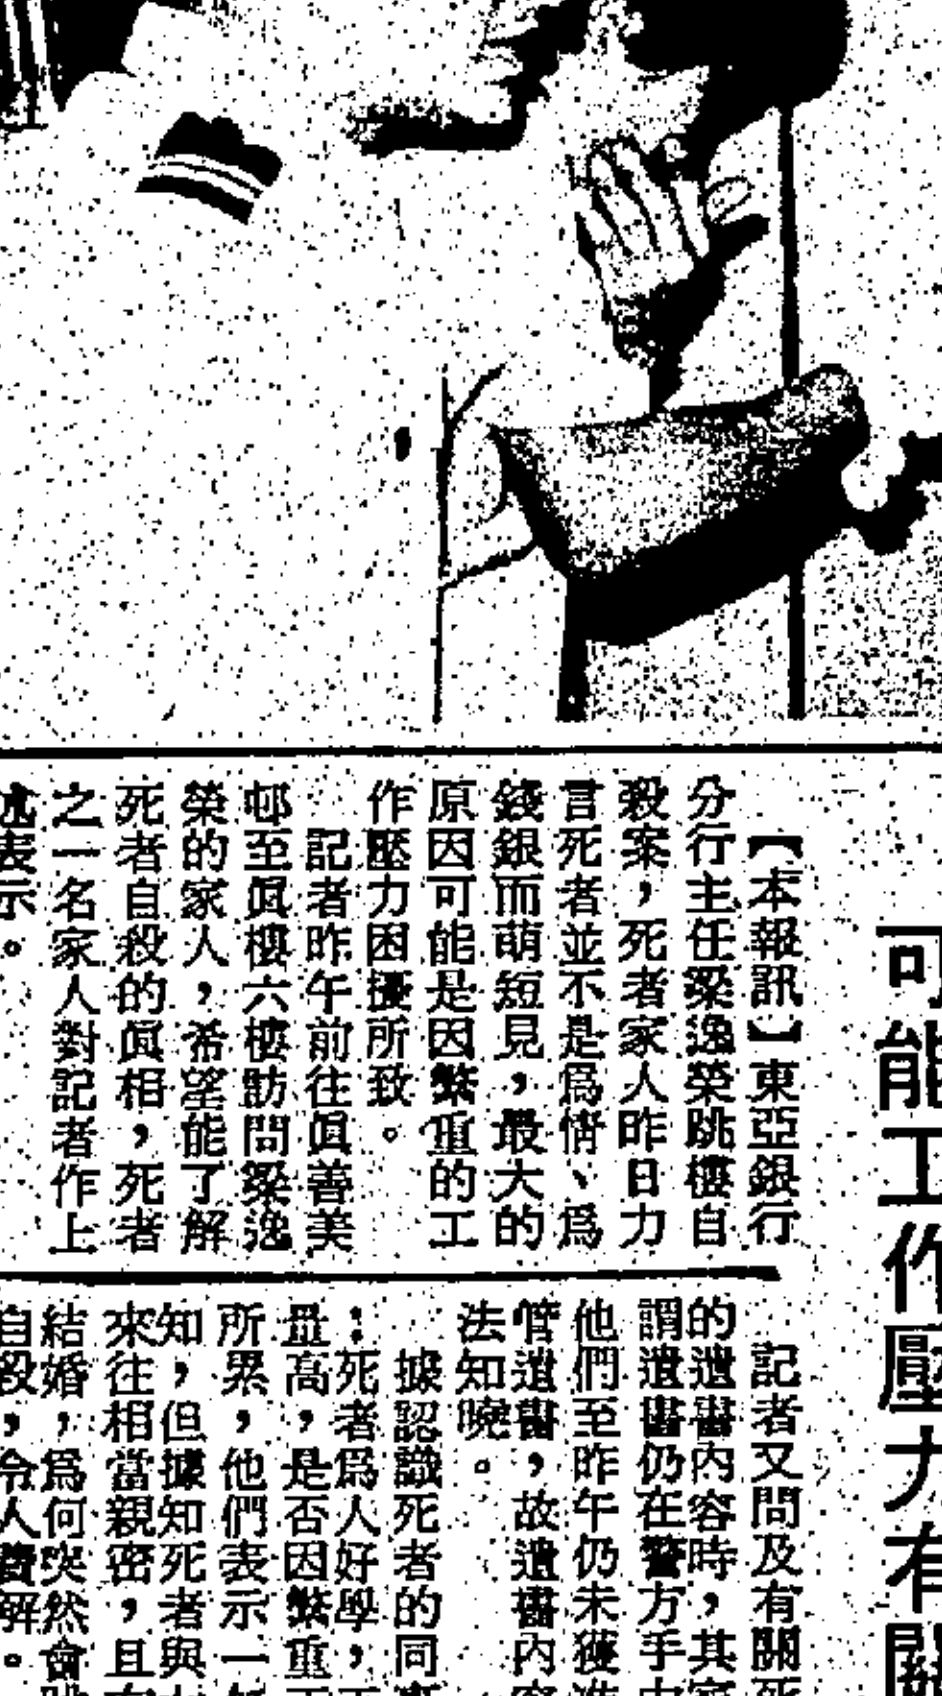 可能工作壓力有關
【本報訊】東亞銀行
分行主任梁逸榮跳樓自
殺案，死者家人昨日力
言死者並不是爲情、爲
錢銀而萌短見，最大的
原因可能是因繁重的工
作壓力困擾所致。
記者昨午前往眞善美
邨至眞樓六樓訪問梁逸
榮的家人，希望能了解
死者自殺的眞相，死者
之一名家人對記者作上
述表示。
記者又問及有關死
的遺書內容時，其家
謂遺書仍在警方手中
他們至昨午仍未獲准
管遺書，故遺書內容
法知曉。
據認識死者的同事
：死者爲人好學，工
量高，是否因繁重工
所累，他們表示一無
知，但據知死者與
來往相當親密，且
結婚，爲何突然會跳
自殺，令人費解。